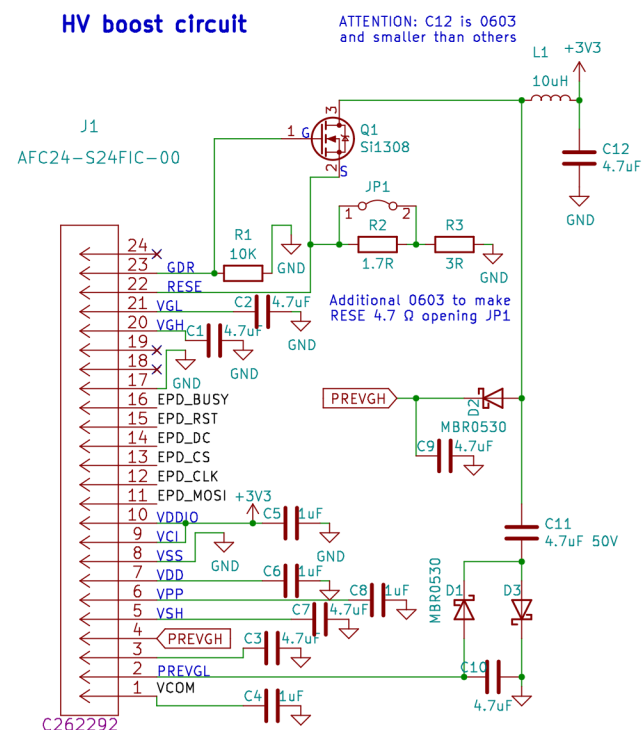 HV boost circuit
ATTENTION: C12 is 0603
and smaller than others
L1
+3V3
10uH
J1
AFC24-S24FIC-00
3
1
G
Q1
Si1308
2
S
C12
4.7uF
GND
JP1
1
2
R1
10K
GND
R2
1.7R
R3
3R
GND
24
23
GDR
22
RESE
Additional 0603 to make
RESE 4.7 Ω opening JP1
21
VGL
C2
4.7uF
GND
20
VGH
C1
4.7uF
GND
19
18
17
GND
16
EPD_BUSY
PREVGH
D2
MBR0530
15
EPD_RST
14
EPD_DC
C9
4.7uF
13
EPD_CS
12
EPD_CLK
11
EPD_MOSI
+3V3
10
VDDIO
C5
1uF
GND
9
VCI
8
VSS
GND
C11
4.7uF 50V
7
VDD
C6
1uF
6
VPP
C8
1uF
MBR0530
D1
D3
5
VSH
C7
4.7uF
4
PREVGH
3
C3
4.7uF
2
PREVGL
C10
4.7uF
1
VCOM
C4
1uF
C262292